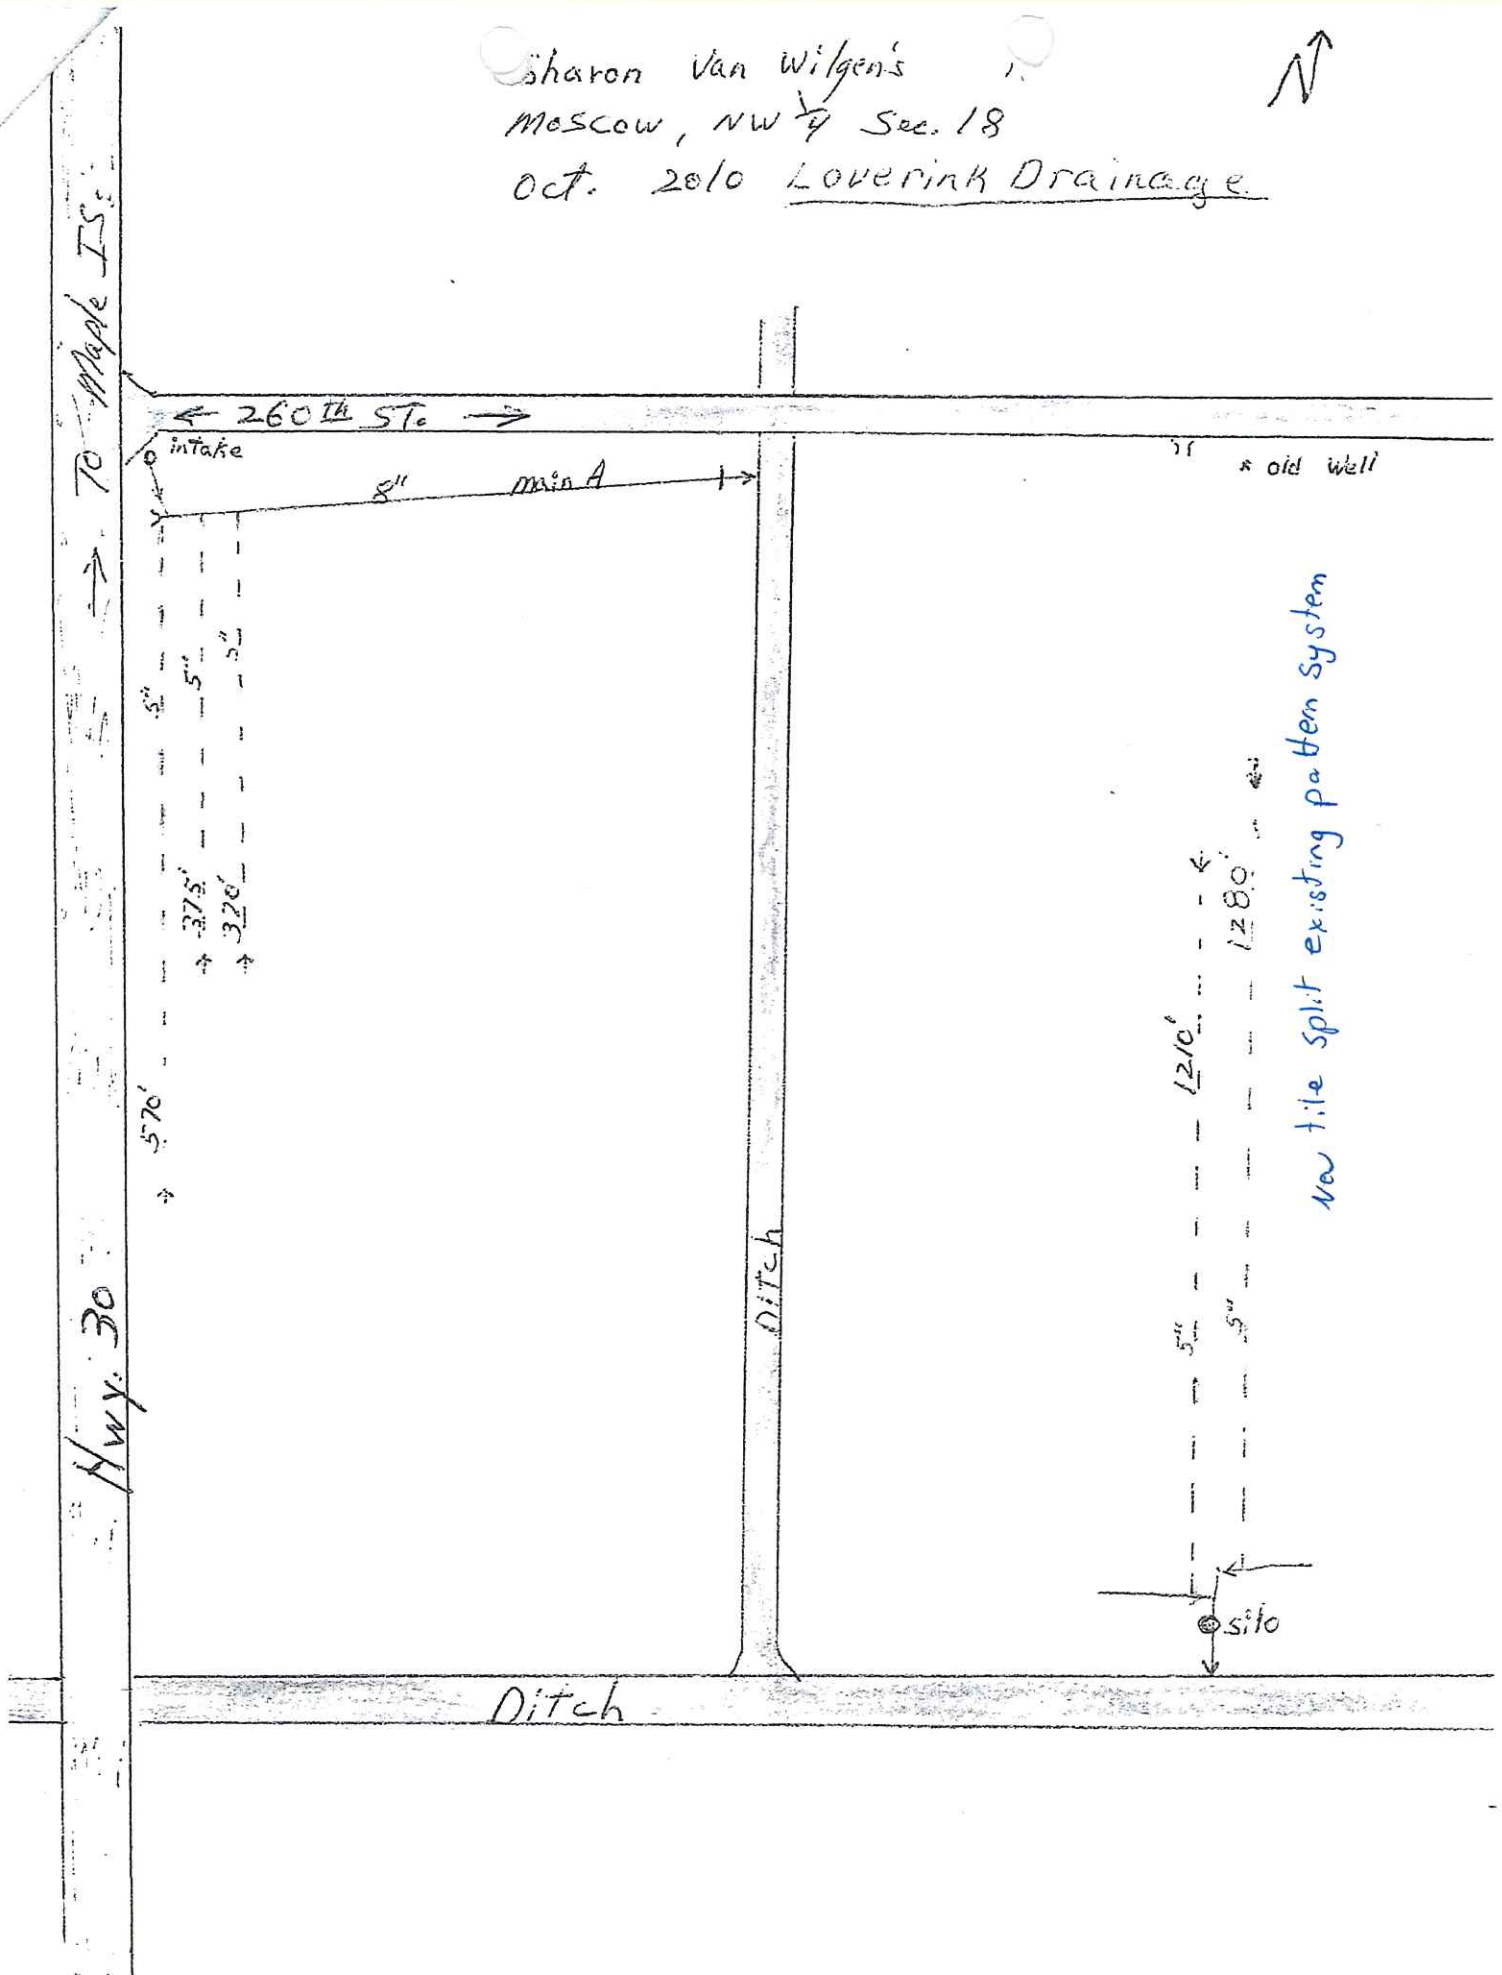 Sharon Van Wilgen's
Moscow, NW 1/4 Sec. 18
Oct. 2010 Loverink Drainage
N
To Maple IS.
← 260TH ST. →
intake
8" main A
* old well
5"
5"
5"
375'
320'
570'
Hwy. 30
Ditch
1210'
1280'
5"
5"
New tile split existing pattern system
silo
Ditch